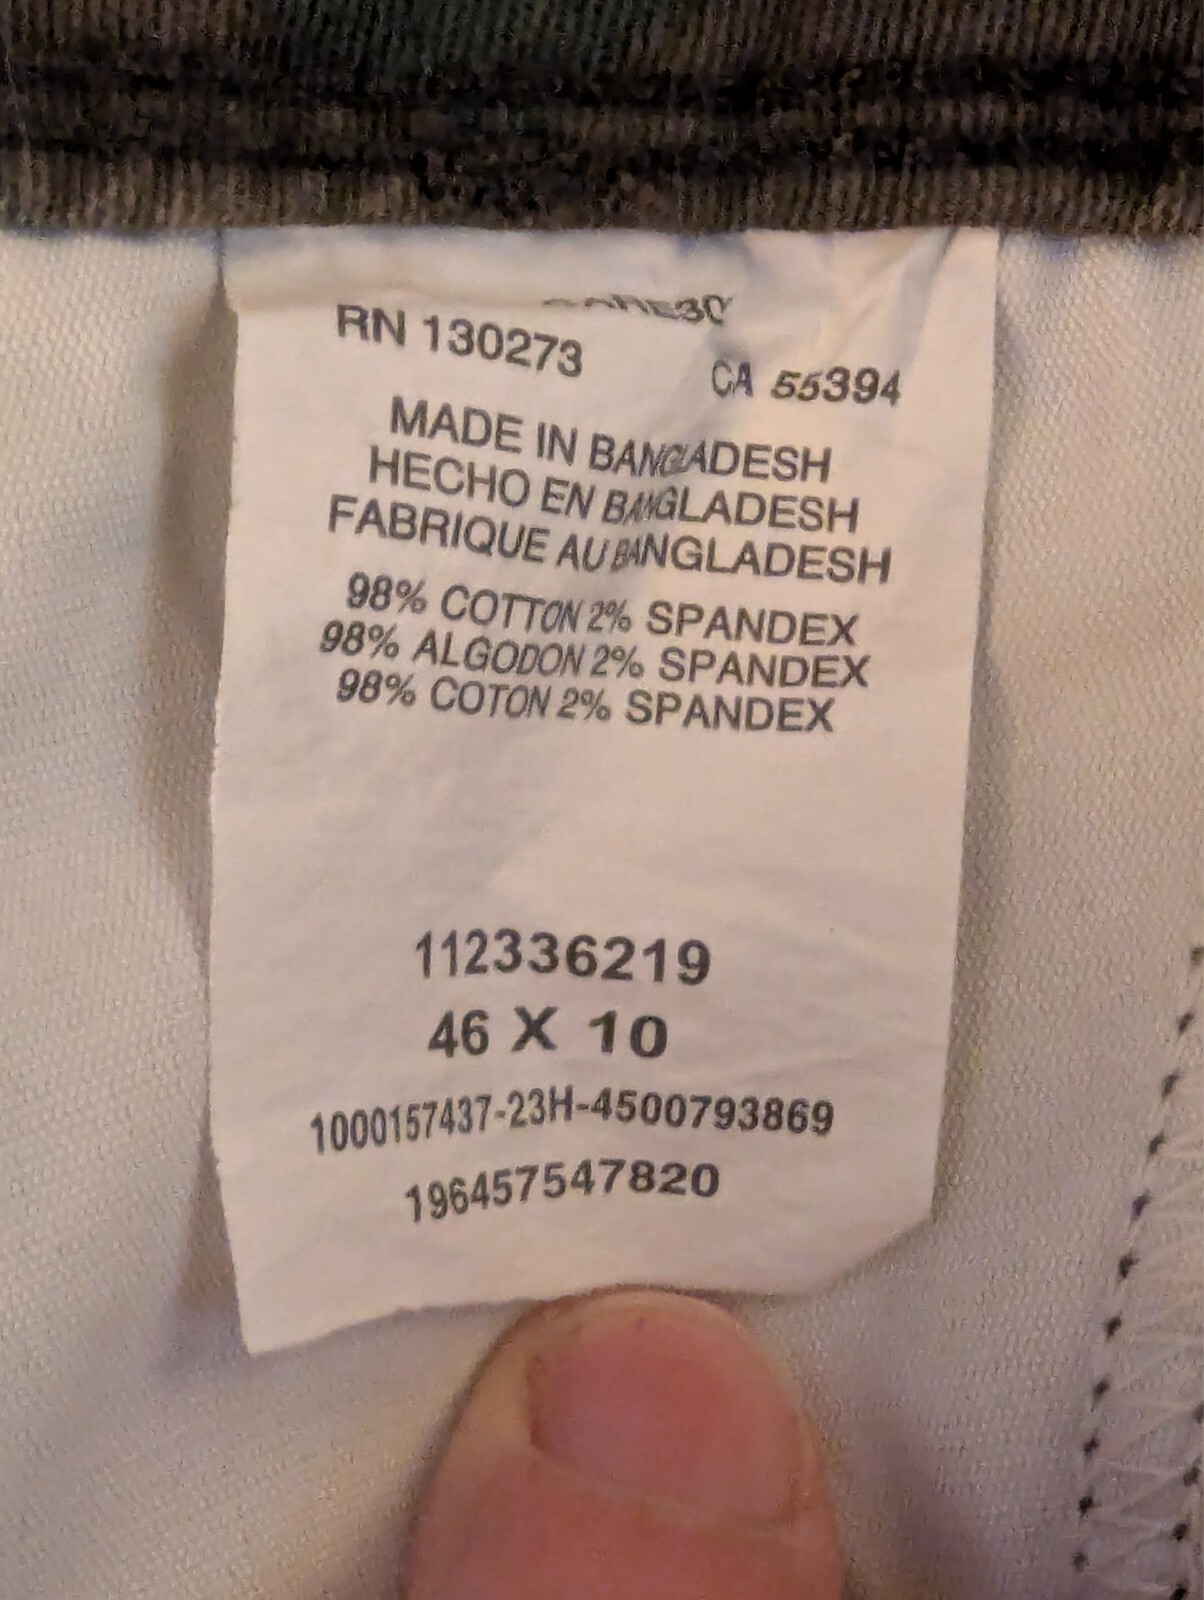 RN 130273
CA 55394
MADE IN BANGLADESH
HECHO EN BANGLADESH
FABRIQUE AU BANGLADESH
98% COTTON 2% SPANDEX
98% ALGODON 2% SPANDEX
98% COTON 2% SPANDEX
112336219
46 X 10
1000157437-23H-4500793869
196457547820